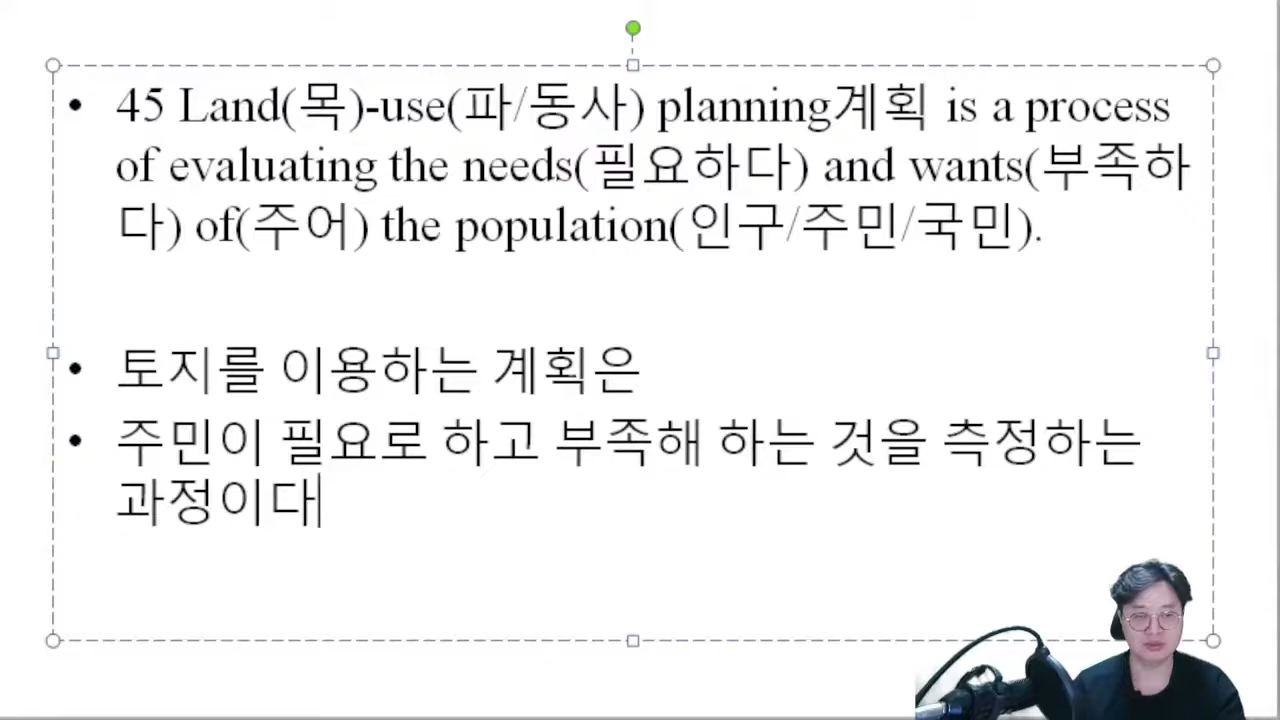 • 45 Land(목)-use(파/동사) planning계획 is a process
of evaluating the needs(필요하다) and wants(부족하
다) of(주어) the population(인구/주민/국민).
• 토지를 이용하는 계획은
• 주민이 필요로 하고 부족해 하는 것을 측정하는
과정이다